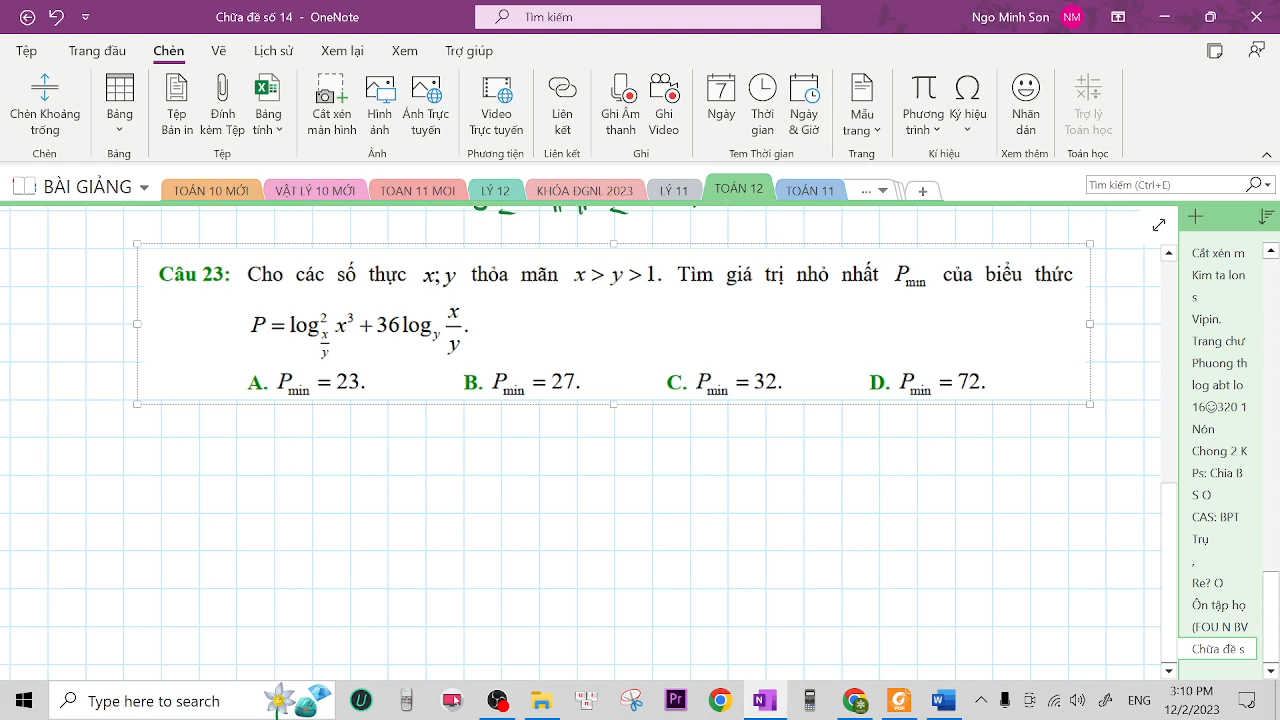 Chữa đề số 14 - OneNote
Tìm kiếm
Ngo Minh Son
NM
Tệp Trang đầu Chèn Vẽ Lịch sử Xem lại Xem Trợ giúp
Chèn Khoảng trống
Bảng
Tệp Bản in
Đính kèm Tệp
Bảng tính
Cắt xén màn hình
Hình ảnh
Ảnh Trực tuyến
Video Trực tuyến
Liên kết
Ghi Âm thanh
Ghi Video
Ngày
Thời gian
Ngày & Giờ
Mẫu trang
Phương trình
Ký hiệu
Nhãn dán
Trợ lý Toán học
Chèn Bảng Tệp Ảnh Phương tiện Liên kết Ghi Tem Thời gian Trang Kí hiệu Xem thêm Toán học
BÀI GIẢNG
TOÁN 10 MỚI VẬT LÝ 10 MỚI TOAN 11 MOI LÝ 12 KHÓA ĐGNL 2023 LÝ 11 TOÁN 12 TOÁN 11 ... +
Tìm kiếm (Ctrl+E)
Câu 23: Cho các số thực x; y thỏa mãn x > y > 1. Tìm giá trị nhỏ nhất P_min của biểu thức
P = log²_{x/y} x³ + 36 log_y x/y.
A. P_min = 23. B. P_min = 27. C. P_min = 32. D. P_min = 72.
Cắt xén m
Kim ta lon
s
Vipin.
Trang chư
Phuong th
log abt lo
16☺320 1
Nón
Chong 2 K
Ps: Chia B
S O
CAS: BPT
Trụ
,
Re? O
Ôn tập họ
(FOU N BV
Chữa đề s
Type here to search
ENG
3:10 PM
12/2/2023